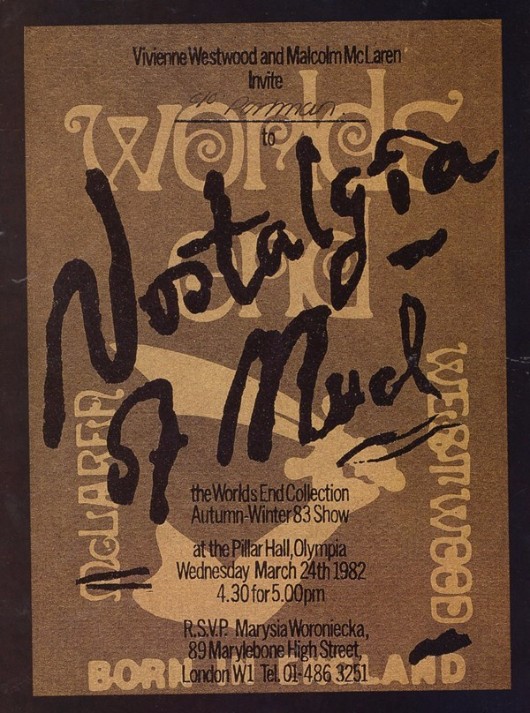 Vivienne Westwood and Malcolm McLaren
Invite
to
worlds
end
Nostalgia
of Mud
McLAREN
WESTWOOD
the Worlds End Collection
Autumn-Winter 83 Show
at the Pillar Hall, Olympia
Wednesday March 24th 1982
4.30 for 5.00pm
R.S.V.P. Marysia Woroniecka,
89 Marylebone High Street,
London W1 Tel. 01-486 3251
BORN IN ENGLAND